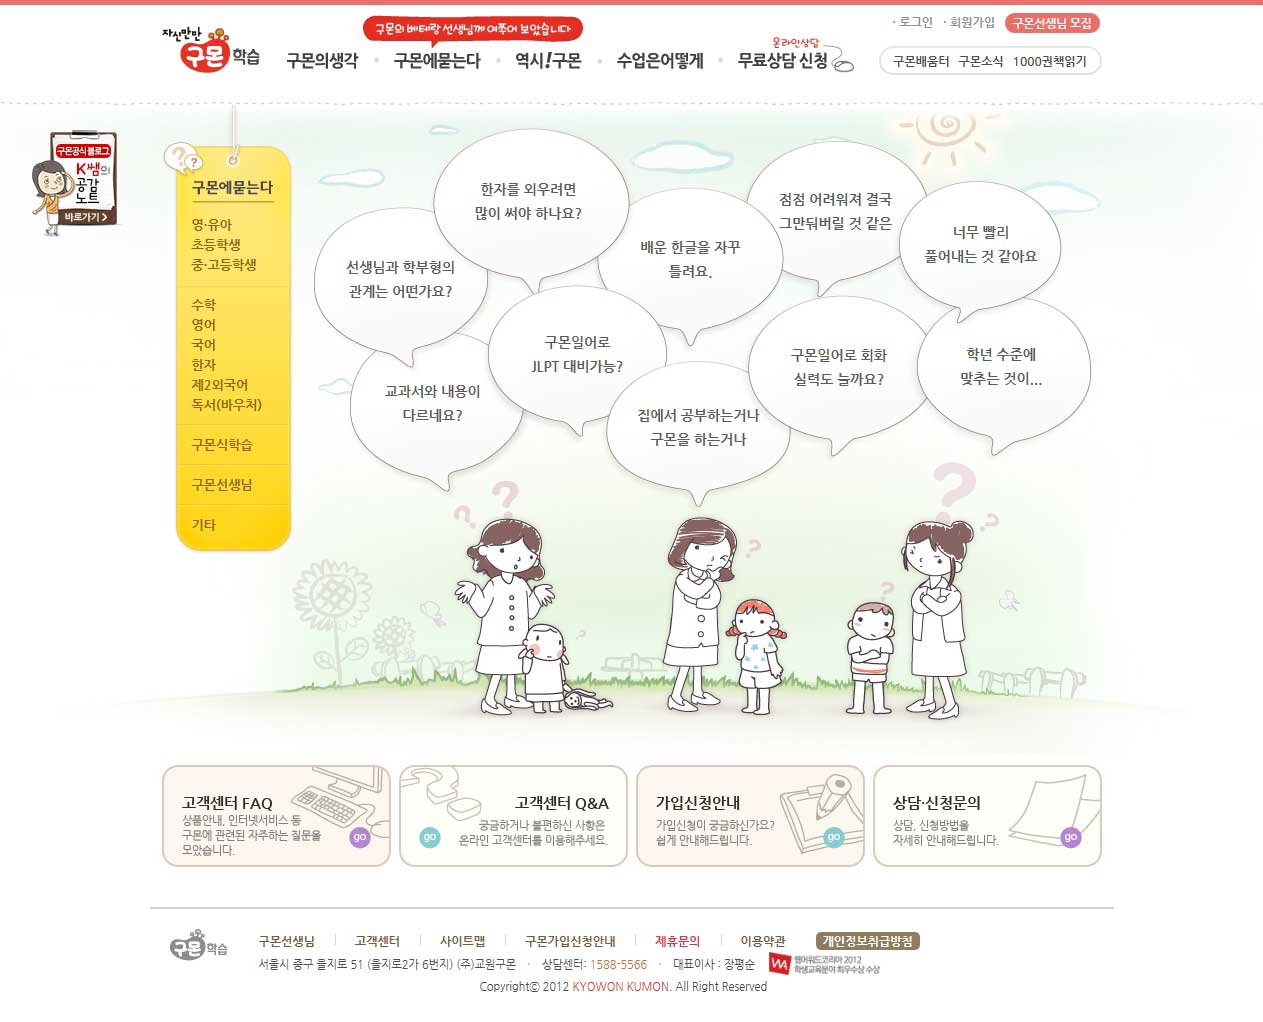 · 로그인 · 회원가입 구몬선생님 모집
자신만만
구몬학습
구몬의 베테랑 선생님께 여쭈어 보았습니다
온라인상담
구몬의생각 구몬에묻는다 역시!구몬 수업은어떻게 무료상담 신청
구몬배움터 구몬소식 1000권책읽기
구몬공식 블로그
K쌤의
공감
노트
바로가기
구몬에묻는다
영·유아
초등학생
중·고등학생
수학
영어
국어
한자
제2외국어
독서(바우처)
구몬식학습
구몬선생님
기타
한자를 외우려면
많이 써야 하나요?
점점 어려워져 결국
그만둬버릴 것 같은
배운 한글을 자꾸
틀려요.
너무 빨리
풀어내는 것 같아요
선생님과 학부형의
관계는 어떤가요?
구몬일어로
JLPT 대비가능?
구몬일어로 회화
실력도 늘까요?
학년 수준에
맞추는 것이...
교과서와 내용이
다르네요?
집에서 공부하는거나
구몬을 하는거나
고객센터 FAQ
상품안내, 인터넷서비스 등
구몬에 관련된 자주하는 질문을
모았습니다.
go
고객센터 Q&A
궁금하거나 불편하신 사항은
온라인 고객센터를 이용해주세요.
go
가입신청안내
가입신청이 궁금하신가요?
쉽게 안내해드립니다.
go
상담·신청문의
상담, 신청방법을
자세히 안내해드립니다.
go
구몬학습
구몬선생님 고객센터 사이트맵 구몬가입신청안내 제휴문의 이용약관 개인정보취급방침
서울시 중구 을지로 51 (을지로2가 6번지) (주)교원구몬 · 상담센터: 1588-5566 · 대표이사 : 장평순
웹어워드코리아 2012
학생교육분야 최우수상 수상
Copyrightⓒ 2012 KYOWON KUMON. All Right Reserved